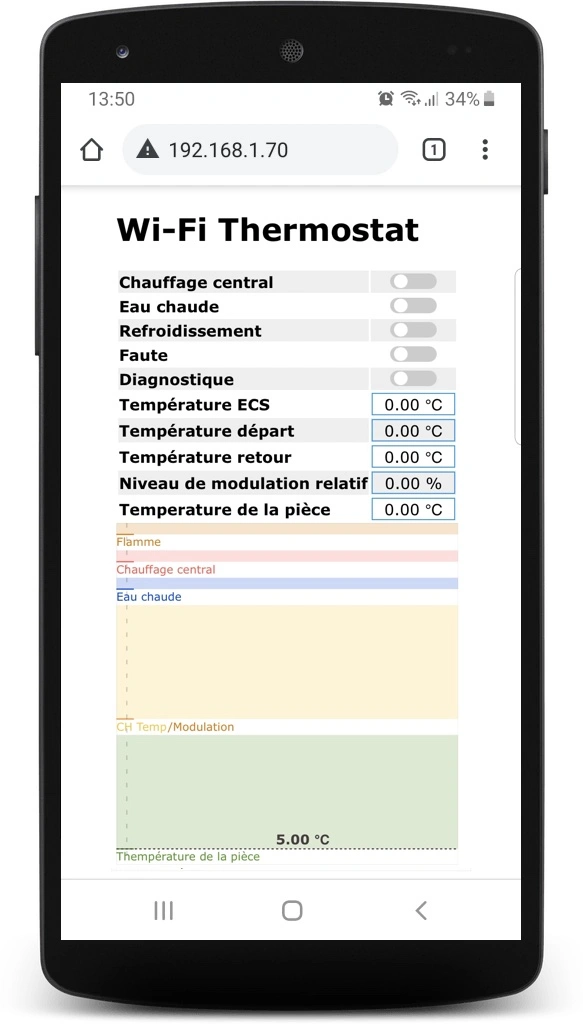 13:50
34%
192.168.1.70
1
Wi-Fi Thermostat
Chauffage central
Eau chaude
Refroidissement
Faute
Diagnostique
Température ECS 0.00 °C
Température départ 0.00 °C
Température retour 0.00 °C
Niveau de modulation relatif 0.00 %
Temperature de la pièce 0.00 °C
Flamme
Chauffage central
Eau chaude
CH Temp/Modulation
5.00 °C
Thempérature de la pièce